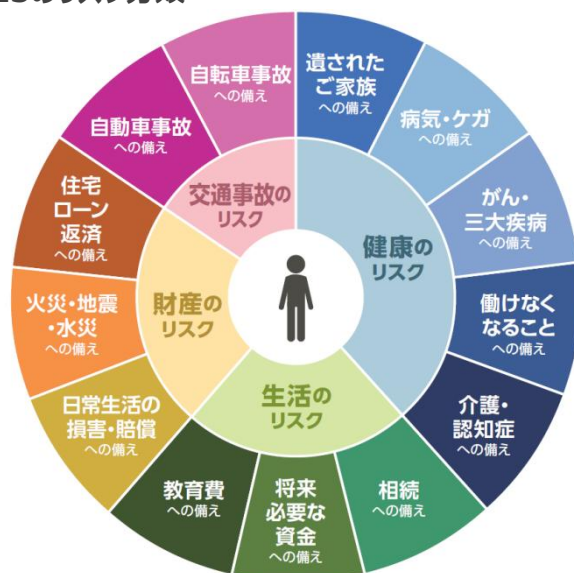 遺された
ご家族
への備え
病気・ケガ
への備え
がん・
三大疾病
への備え
働けなく
なること
への備え
介護・
認知症
への備え
相続
への備え
将来
必要な
資金
への備え
教育費
への備え
日常生活の
損害・賠償
への備え
火災・地震
・水災
への備え
住宅
ローン
返済
への備え
自動車事故
への備え
自転車事故
への備え
健康の
リスク
生活の
リスク
財産の
リスク
交通事故の
リスク